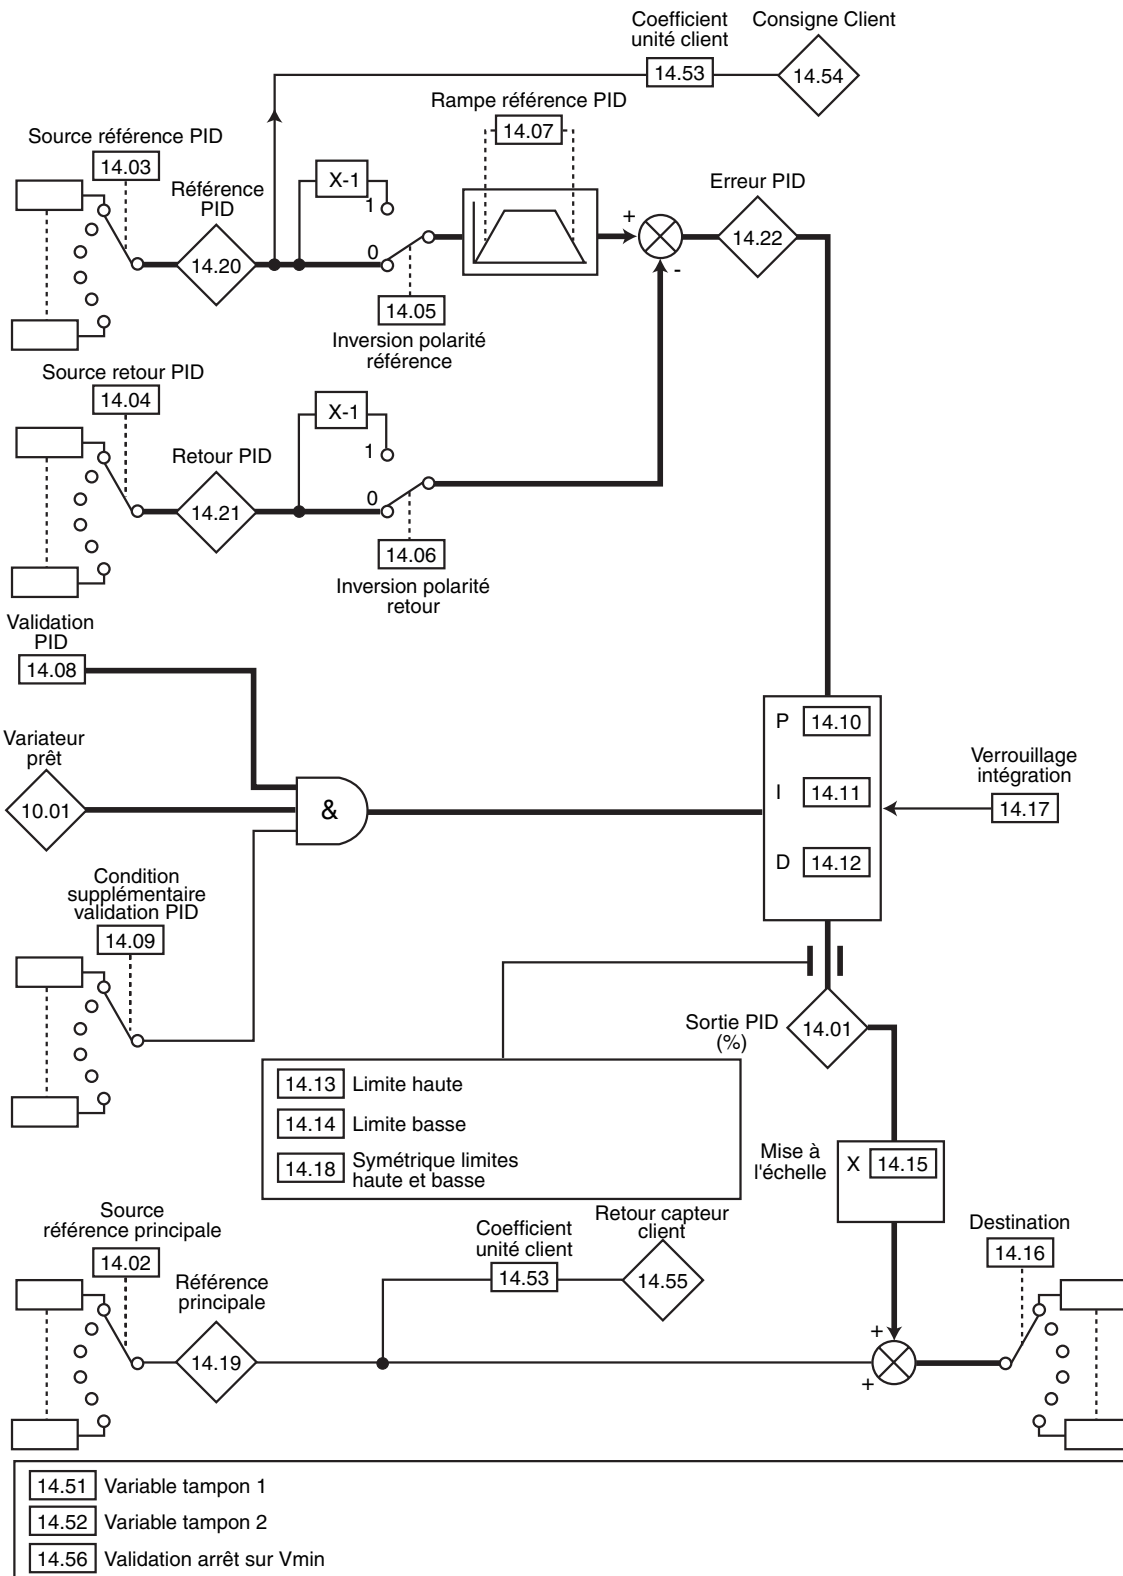 Coefficient
unité client
14.53
Consigne Client
14.54
Rampe référence PID
14.07
Source référence PID
14.03
Référence
PID
14.20
X-1
1
0
14.05
Inversion polarité
référence
+
-
Erreur PID
14.22
Source retour PID
14.04
Retour PID
14.21
X-1
1
0
14.06
Inversion polarité
retour
Validation
PID
14.08
Variateur
prêt
10.01
&
P 14.10
I 14.11
D 14.12
Verrouillage
intégration
14.17
Condition
supplémentaire
validation PID
14.09
Sortie PID
(%)
14.01
14.13 Limite haute
14.14 Limite basse
14.18 Symétrique limites
haute et basse
Mise à
l'échelle
X 14.15
Source
référence principale
14.02
Référence
principale
14.19
Coefficient
unité client
14.53
Retour capteur
client
14.55
+
+
Destination
14.16
14.51 Variable tampon 1
14.52 Variable tampon 2
14.56 Validation arrêt sur Vmin